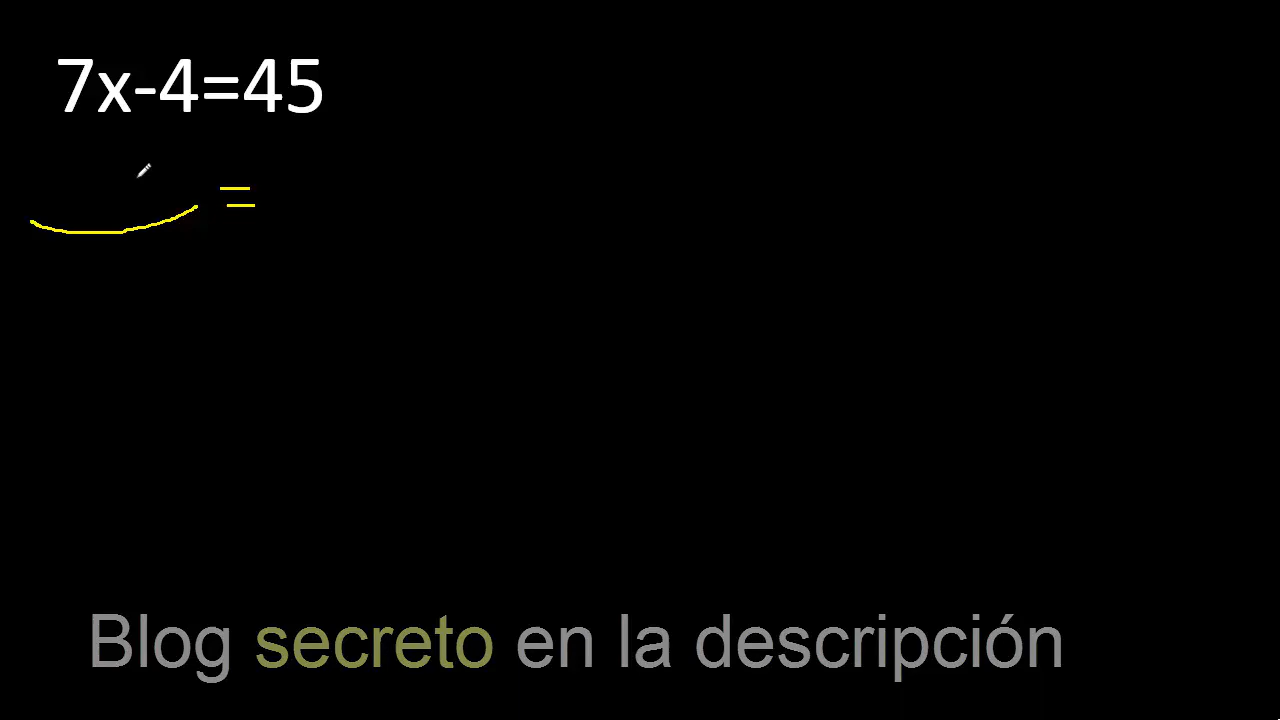 7x-4=45
=
Blog secreto en la descripción